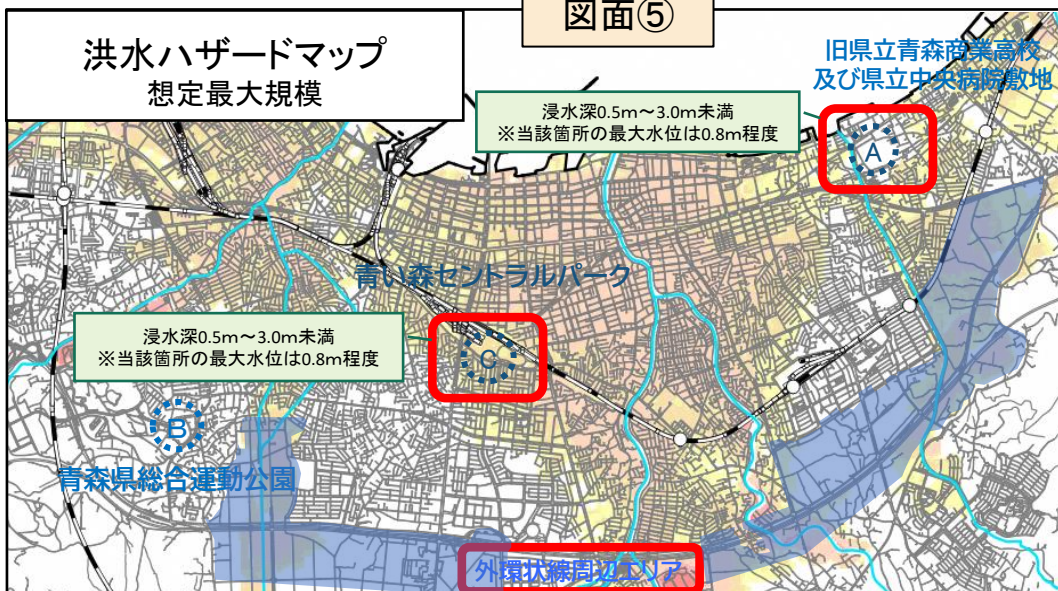 図面⑤
洪水ハザードマップ
想定最大規模
旧県立青森商業高校
及び県立中央病院敷地
浸水深0.5m～3.0m未満
※当該箇所の最大水位は0.8m程度
A
青い森セントラルパーク
浸水深0.5m～3.0m未満
※当該箇所の最大水位は0.8m程度
C
B
青森県総合運動公園
外環状線周辺エリア